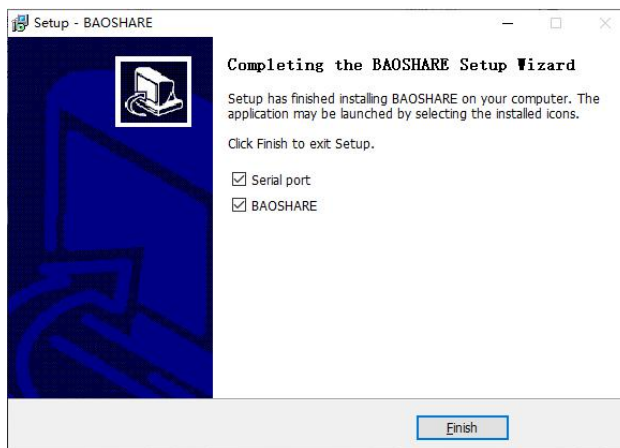 Setup - BAOSHARE
Completing the BAOSHARE Setup Wizard
Setup has finished installing BAOSHARE on your computer. The
application may be launched by selecting the installed icons.
Click Finish to exit Setup.
Serial port
BAOSHARE
Finish